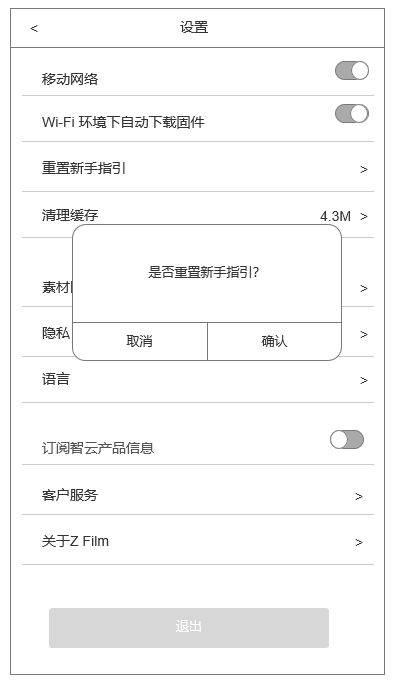 < 设置
移动网络
Wi-Fi 环境下自动下载固件
重置新手指引 >
清理缓存 4.3M >
是否重置新手指引?
素材 >
取消 确认
隐私 >
语言 >
订阅智云产品信息
客户服务 >
关于Z Film >
退出